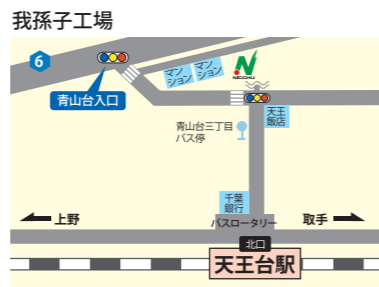 我孫子工場
6
マン
ション
マン
ション
NICCHU
青山台入口
青山台三丁目
バス停
天王
飯店
千葉
銀行
上野
バスロータリー
取手
北口
天王台駅